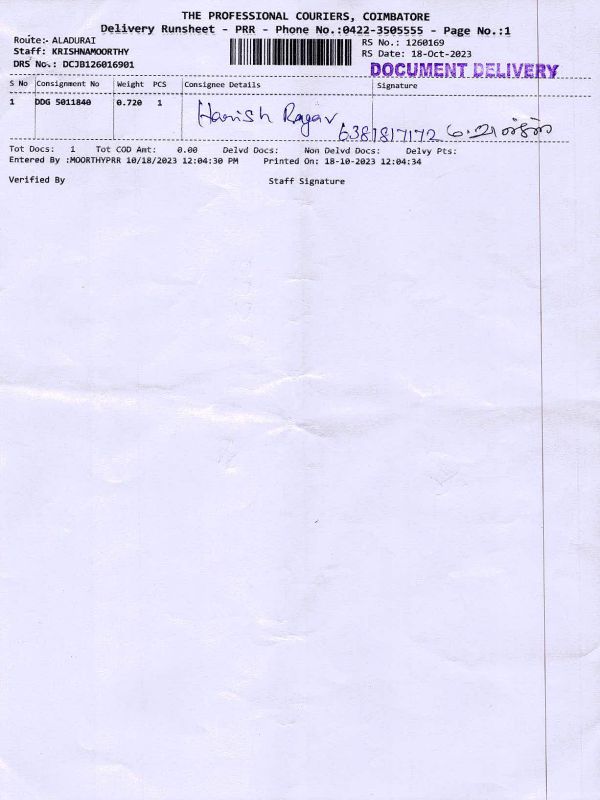 THE PROFESSIONAL COURIERS, COIMBATORE
Delivery Runsheet - PRR - Phone No.:0422-3505555 - Page No.:1
Route:- ALADURAI RS No.: 1260169
Staff: KRISHNAMOORTHY RS Date: 18-Oct-2023
DRS No.: DCJB126016901 DOCUMENT DELIVERY
S No Consignment No Weight PCS Consignee Details Signature
1 DDG 5011840 0.720 1
Harish Ragav 6381817172
Tot Docs: 1 Tot COD Amt: 0.00 Delvd Docs: Non Delvd Docs: Delvy Pts:
Entered By :MOORTHYPRR 10/18/2023 12:04:30 PM Printed On: 18-10-2023 12:04:34
Verified By Staff Signature